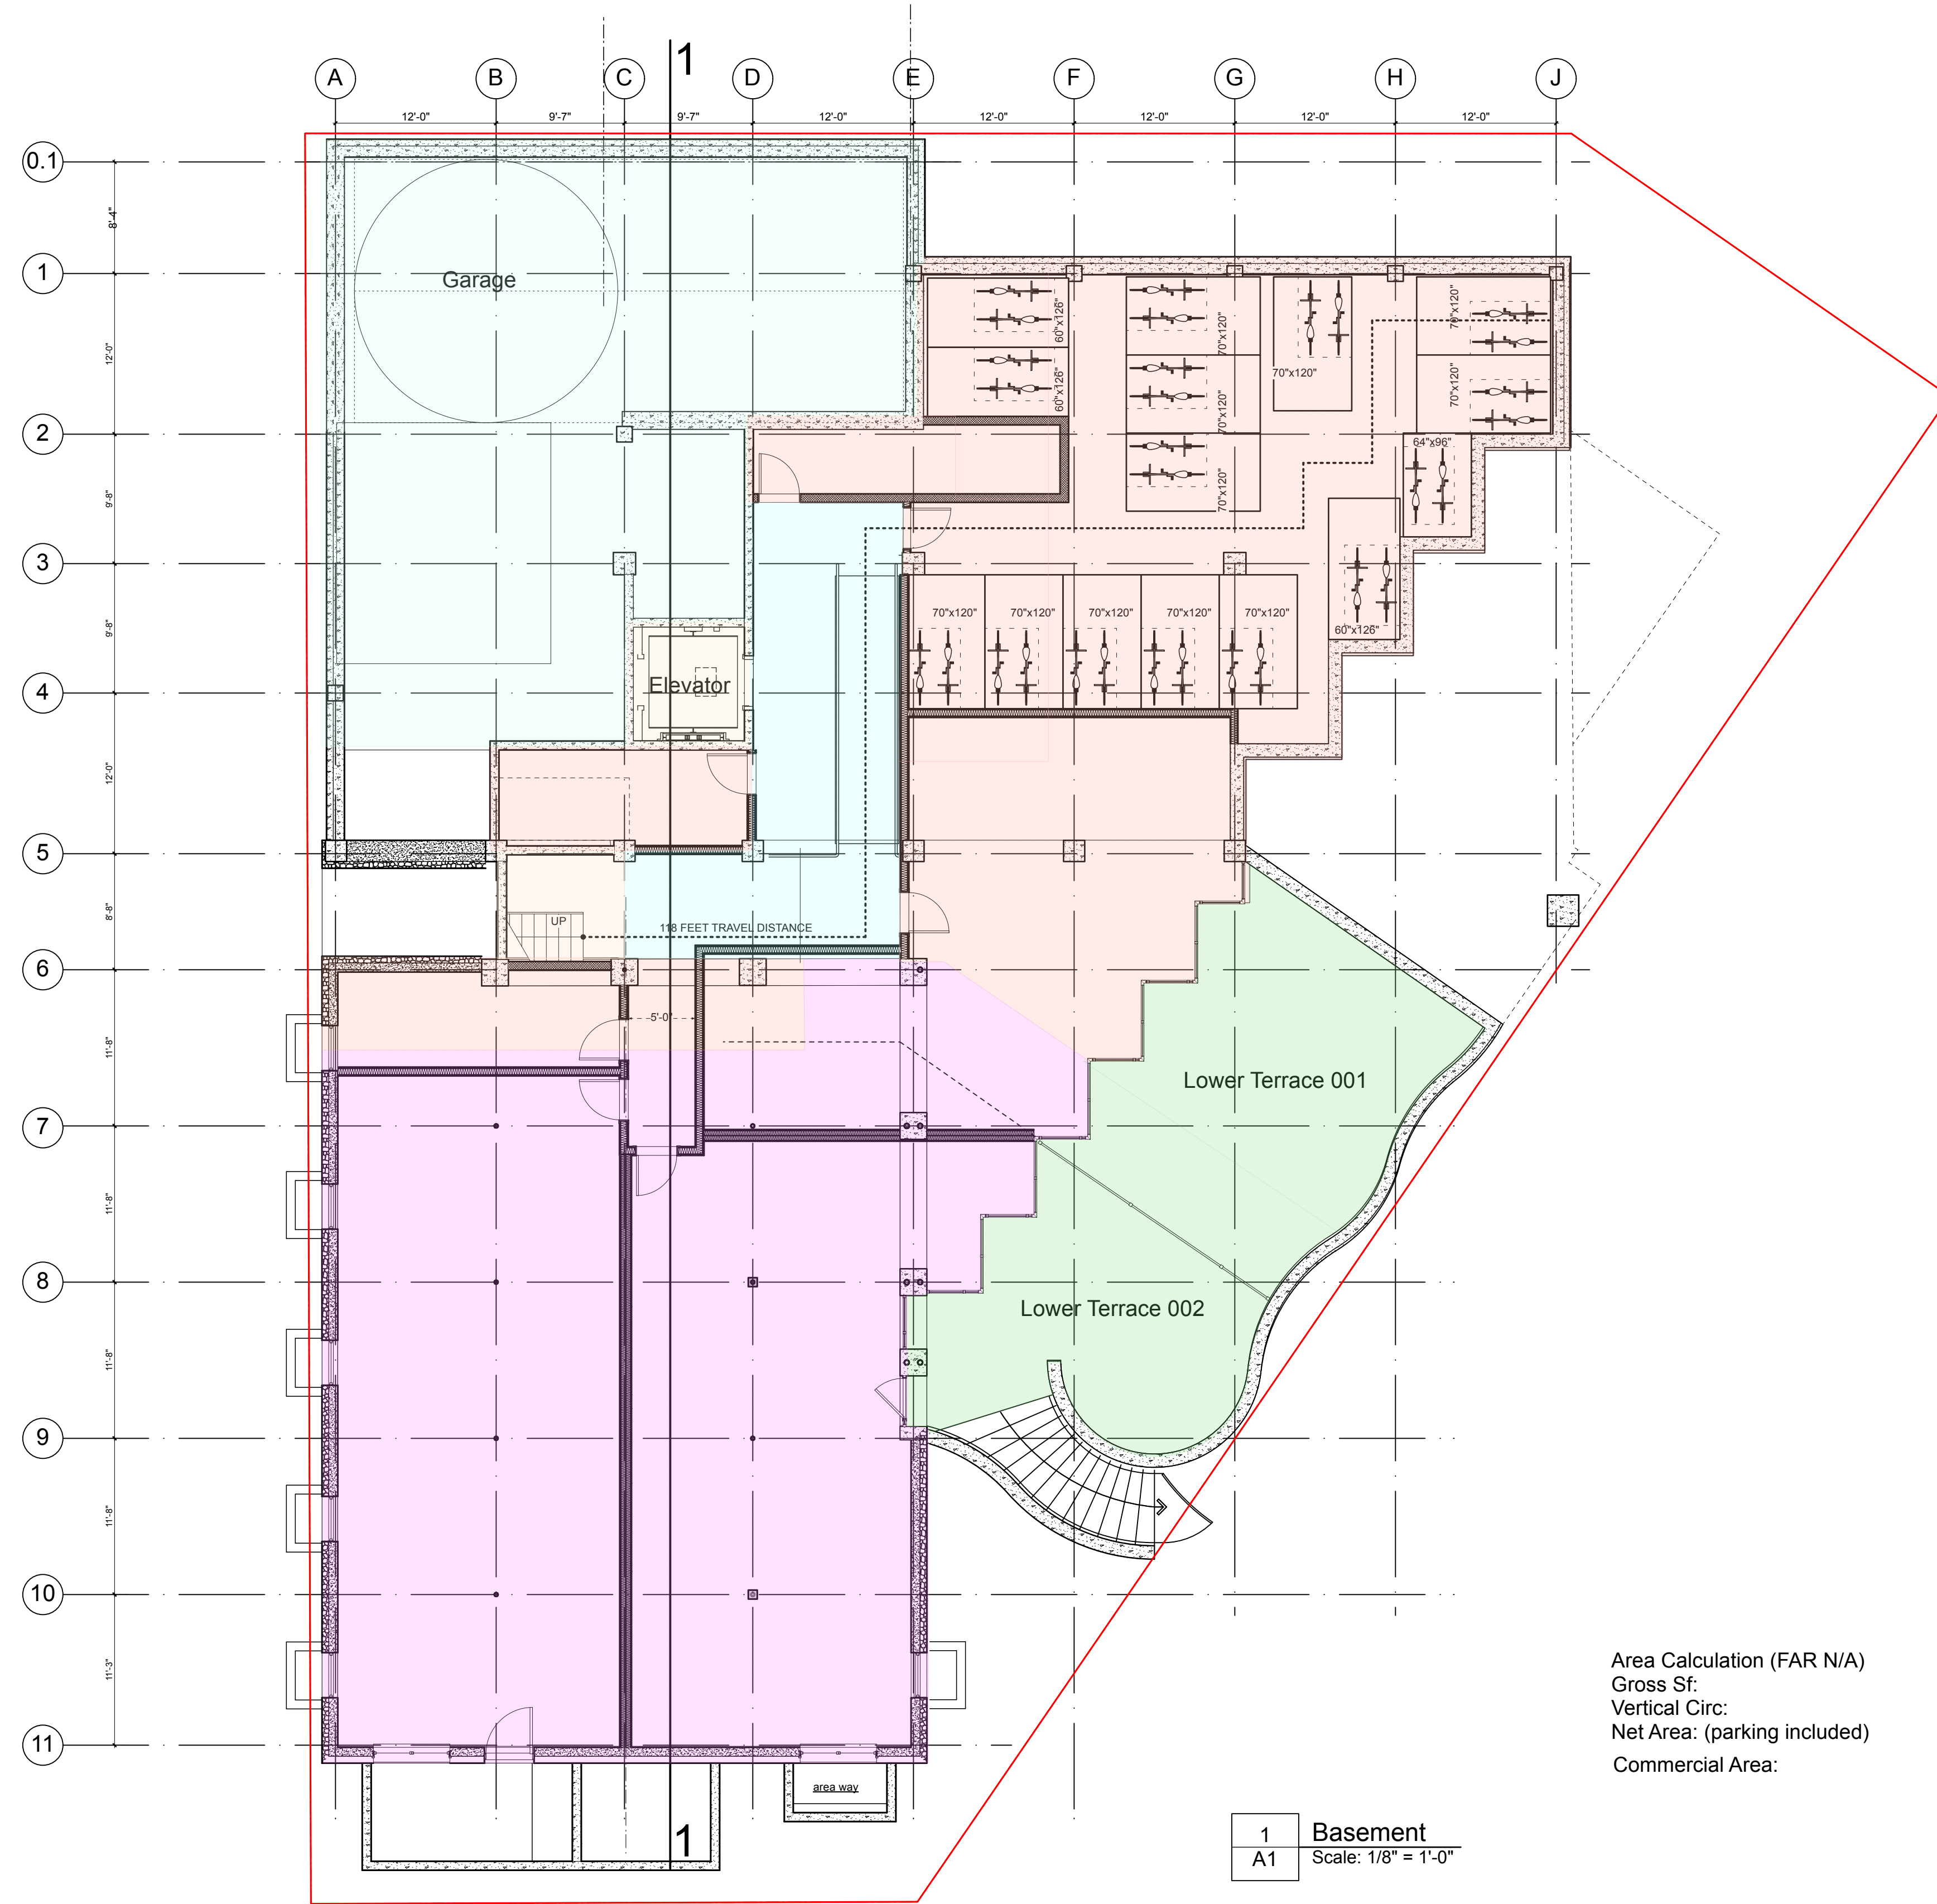 1
A B C D E F G H J
12'-0" 9'-7" 9'-7" 12'-0" 12'-0" 12'-0" 12'-0" 12'-0"
0.1
8'-4"
1
Garage
60"x126"
70"x120"
70"x120"
70"x120"
12'-0"
60"x126"
70"x120"
70"x120"
2
64"x96"
9'-8"
70"x120"
3
9'-8"
70"x120" 70"x120" 70"x120" 70"x120" 70"x120"
60"x126"
Elevator
4
12'-0"
5
8'-8"
UP
118 FEET TRAVEL DISTANCE
6
5'-0"
11'-8"
Lower Terrace 001
7
11'-8"
8
Lower Terrace 002
11'-8"
9
11'-8"
10
11'-3"
11
area way
1
Area Calculation (FAR N/A)
Gross Sf:
Vertical Circ:
Net Area: (parking included)
Commercial Area:
1 Basement
A1 Scale: 1/8" = 1'-0"